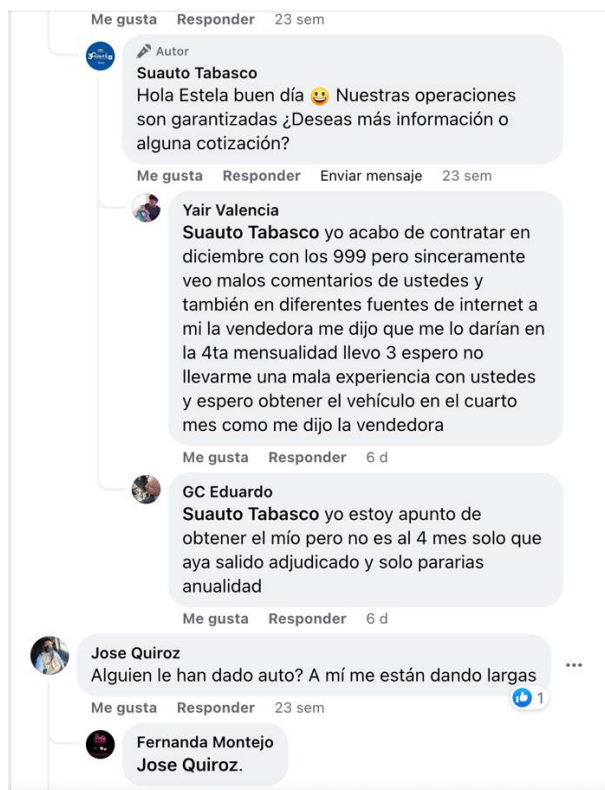 Me gusta Responder 23 sem
Autor
Suauto Tabasco
Hola Estela buen día 😀 Nuestras operaciones
son garantizadas ¿Deseas más información o
alguna cotización?
Me gusta Responder Enviar mensaje 23 sem
Yair Valencia
Suauto Tabasco yo acabo de contratar en
diciembre con los 999 pero sinceramente
veo malos comentarios de ustedes y
también en diferentes fuentes de internet a
mi la vendedora me dijo que me lo darían en
la 4ta mensualidad llevo 3 espero no
llevarme una mala experiencia con ustedes
y espero obtener el vehículo en el cuarto
mes como me dijo la vendedora
Me gusta Responder 6 d
GC Eduardo
Suauto Tabasco yo estoy apunto de
obtener el mío pero no es al 4 mes solo que
aya salido adjudicado y solo pararias
anualidad
Me gusta Responder 6 d
Jose Quiroz
Alguien le han dado auto? A mí me están dando largas
1
Me gusta Responder 23 sem
Fernanda Montejo
Jose Quiroz.